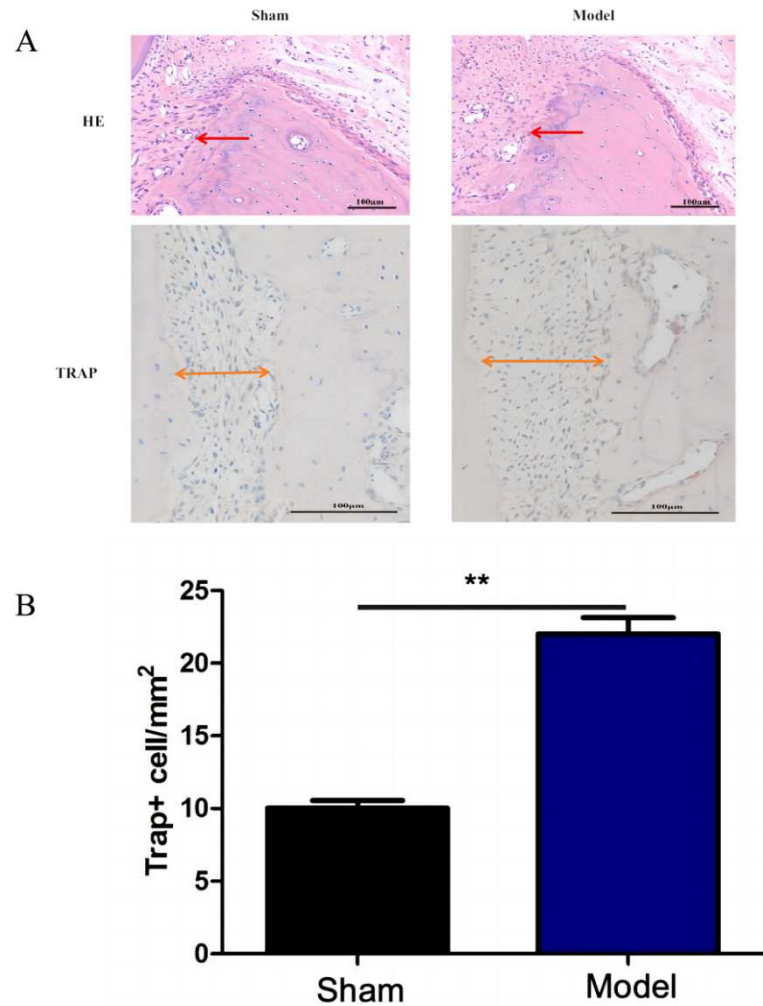 A
Sham
Model
HE
100μm
100μm
TRAP
100μm
100μm
B
**
Trap+ cell/mm²
25
20
15
10
5
0
Sham
Model